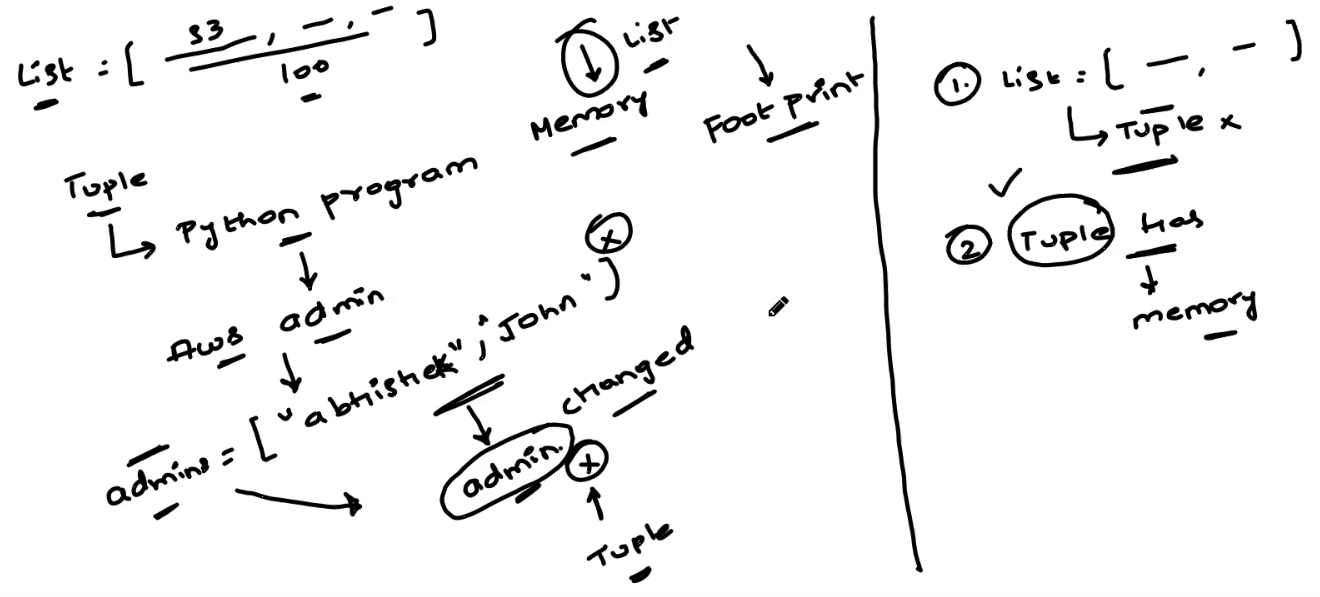 List = [ s3 , — , - ]
100
List
Memory
Foot print
Tuple
Python program
Aws admin
admins = [ "abhishek" , "John" ]
x
changed
admin.
x
Tuple
1. List = [ — , - ]
Tuple x
✓
2 Tuple Has
memory